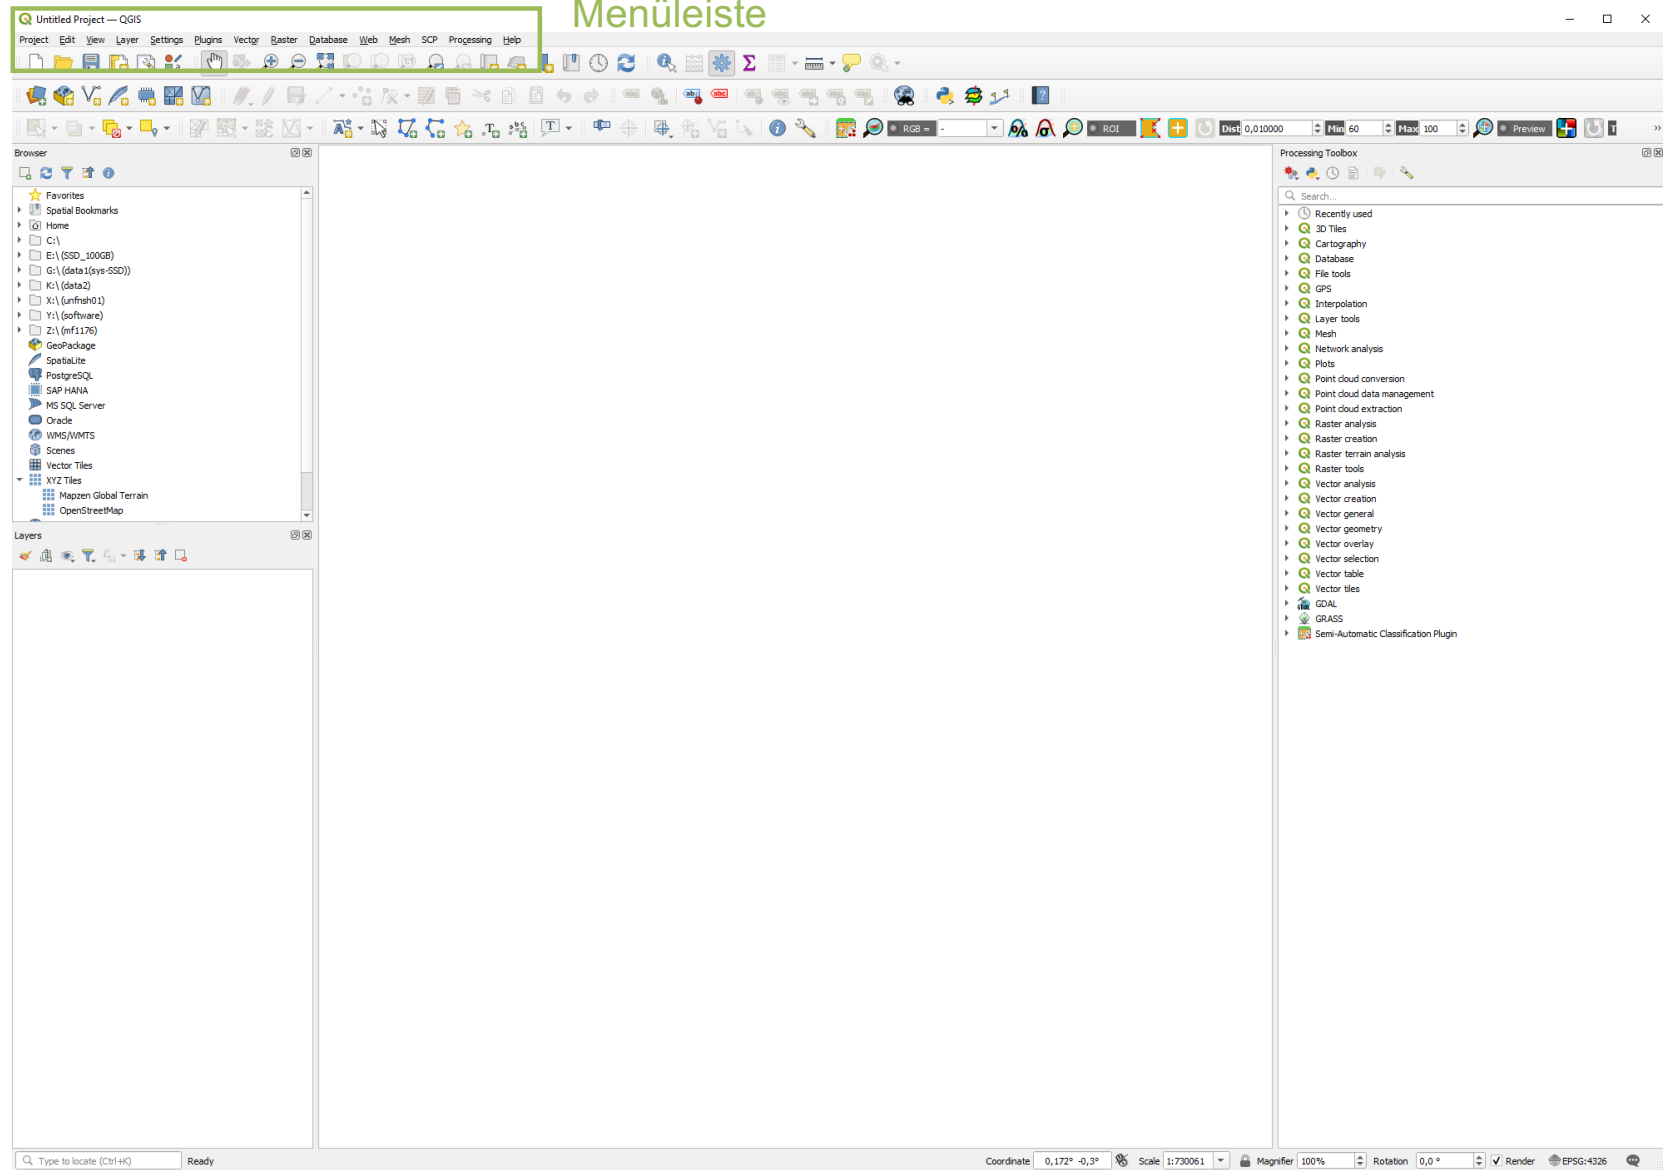 Menüleiste
Untitled Project — QGIS
Project Edit View Layer Settings Plugins Vector Raster Database Web Mesh SCP Processing Help
RGB = - ROI Dist 0,010000 Min 60 Max 100 Preview T »
Browser
Favorites
Spatial Bookmarks
Home
C:\
E:\ (SSD_100GB)
G:\ (data1(sys-SSD))
K:\ (data2)
X:\ (unfnsh01)
Y:\ (software)
Z:\ (mf1176)
GeoPackage
SpatiaLite
PostgreSQL
SAP HANA
MS SQL Server
Oracle
WMS/WMTS
Scenes
Vector Tiles
XYZ Tiles
Mapzen Global Terrain
OpenStreetMap
Layers
Processing Toolbox
Search...
Recently used
3D Tiles
Cartography
Database
File tools
GPS
Interpolation
Layer tools
Mesh
Network analysis
Plots
Point cloud conversion
Point cloud data management
Point cloud extraction
Raster analysis
Raster creation
Raster terrain analysis
Raster tools
Vector analysis
Vector creation
Vector general
Vector geometry
Vector overlay
Vector selection
Vector table
Vector tiles
GDAL
GRASS
Semi-Automatic Classification Plugin
Type to locate (Ctrl+K) Ready Coordinate 0,172° -0,3° Scale 1:730061 Magnifier 100% Rotation 0,0 ° Render EPSG:4326